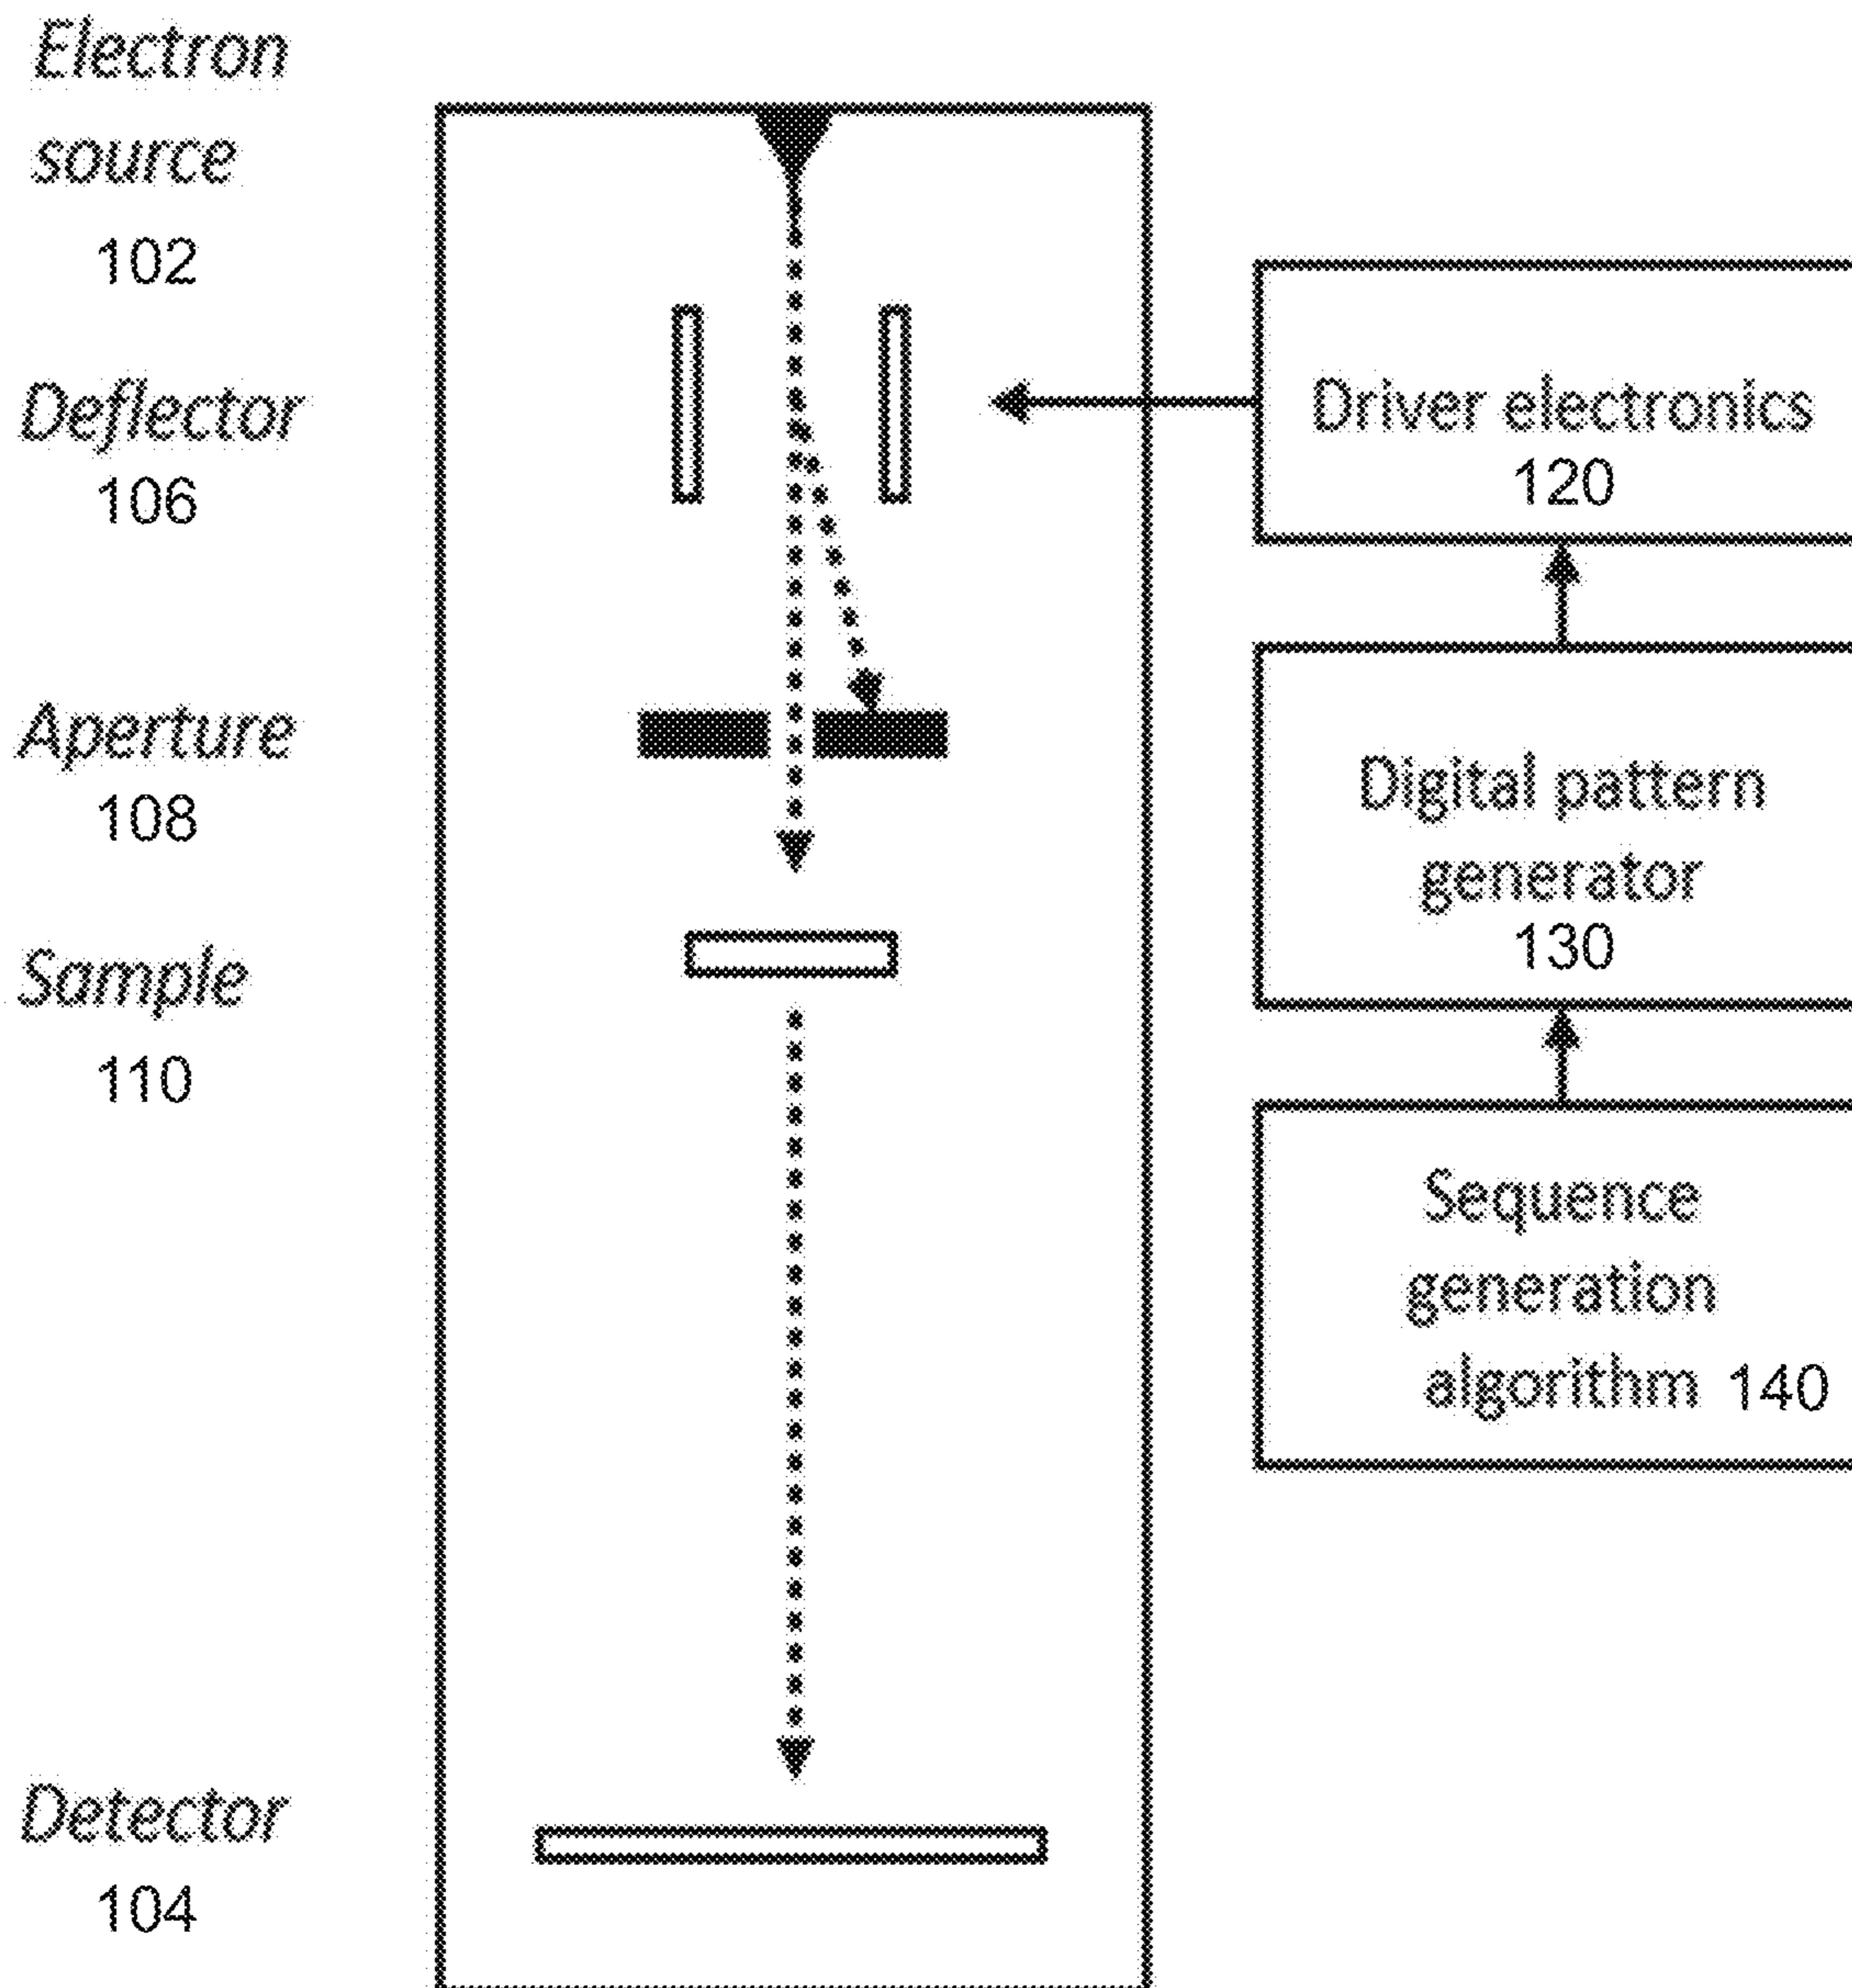 Electron
source
102
Deflector
106
Aperture
108
Sample
110
Detector
104
Driver electronics
120
Digital pattern
generator
130
Sequence
generation
algorithm 140